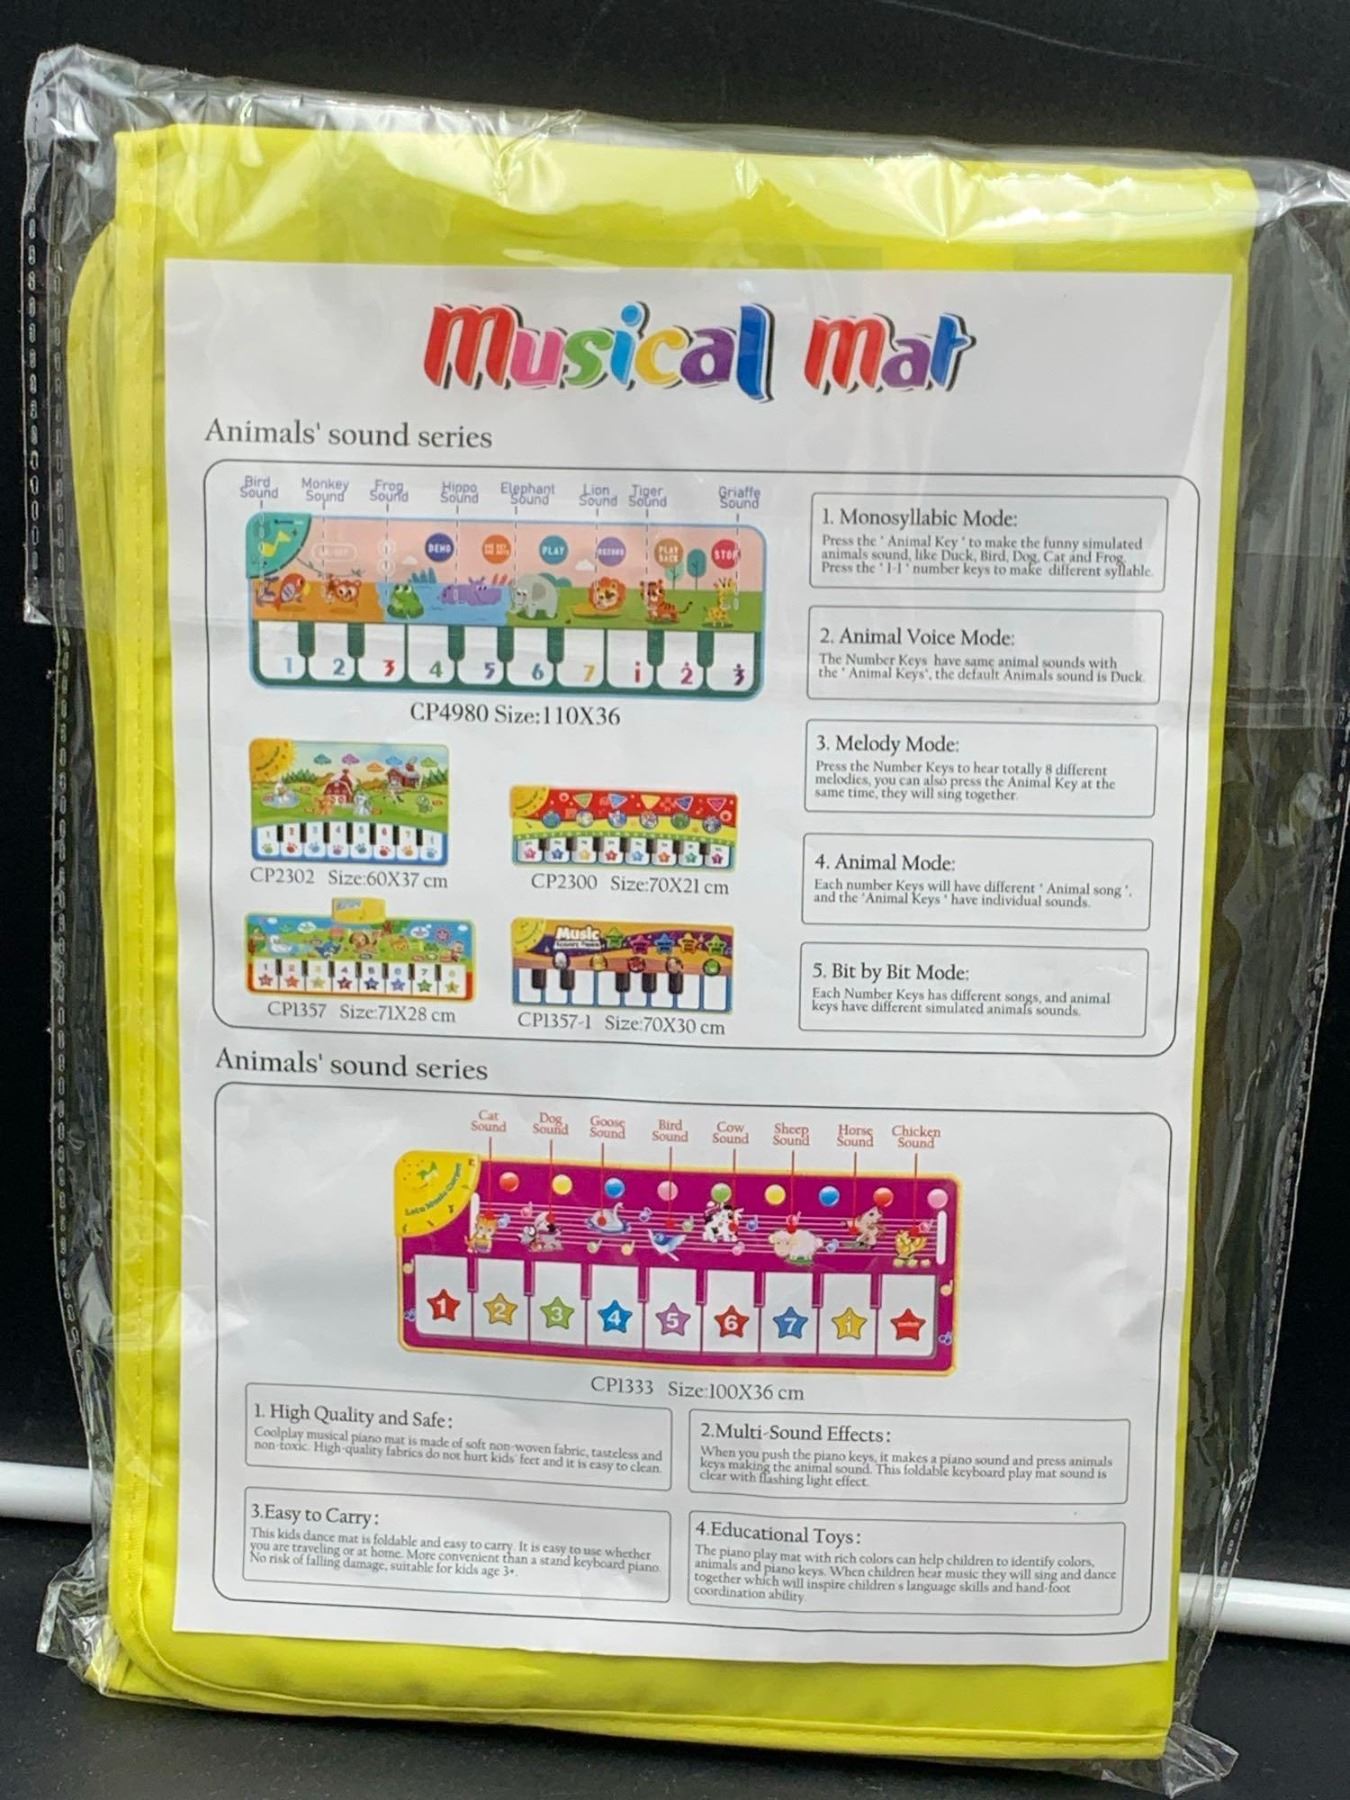 Musical Mat
Animals' sound series
Bird Sound
Monkey Sound
Frog Sound
Hippo Sound
Elephant Sound
Lion Sound
Tiger Sound
Griaffe Sound
DEMO
PLAY
RECORD
PLAY BACK
STOP
1 2 3 4 5 6 7 i 2 3
CP4980 Size:110X36
CP2302 Size:60X37 cm
CP2300 Size:70X21 cm
Music
CP1357 Size:71X28 cm
CP1357-1 Size:70X30 cm
1. Monosyllabic Mode:
Press the ' Animal Key ' to make the funny simulated
animals sound, like Duck, Bird, Dog, Cat and Frog.
Press the ' 1-1 ' number keys to make different syllable.
2. Animal Voice Mode:
The Number Keys have same animal sounds with
the ' Animal Keys', the default Animals sound is Duck.
3. Melody Mode:
Press the Number Keys to hear totally 8 different
melodies, you can also press the Animal Key at the
same time, they will sing together.
4. Animal Mode:
Each number Keys will have different ' Animal song ',
and the 'Animal Keys ' have individual sounds.
5. Bit by Bit Mode:
Each Number Keys has different songs, and animal
keys have different simulated animals sounds.
Animals' sound series
Cat Sound
Dog Sound
Goose Sound
Bird Sound
Cow Sound
Sheep Sound
Horse Sound
Chicken Sound
1 2 3 4 5 6 7 i
CP1333 Size:100X36 cm
1. High Quality and Safe:
Coolplay musical piano mat is made of soft non-woven fabric, tasteless and
non-toxic. High-quality fabrics do not hurt kids' feet and it is easy to clean.
2.Multi-Sound Effects:
When you push the piano keys, it makes a piano sound and press animals
keys making the animal sound. This foldable keyboard play mat sound is
clear with flashing light effect.
3.Easy to Carry:
This kids dance mat is foldable and easy to carry. It is easy to use whether
you are traveling or at home. More convenient than a stand keyboard piano.
No risk of falling damage, suitable for kids age 3+.
4.Educational Toys:
The piano play mat with rich colors can help children to identify colors,
animals and piano keys. When children hear music they will sing and dance
together which will inspire children's language skills and hand-foot
coordination ability.